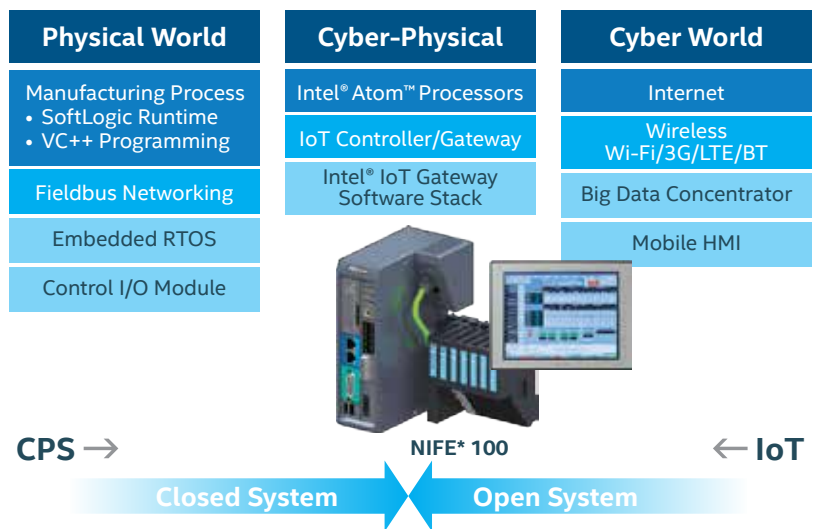 Physical World
Manufacturing Process
• SoftLogic Runtime
• VC++ Programming
Fieldbus Networking
Embedded RTOS
Control I/O Module
Cyber-Physical
Intel® Atom™ Processors
IoT Controller/Gateway
Intel® IoT Gateway
Software Stack
Cyber World
Internet
Wireless
Wi-Fi/3G/LTE/BT
Big Data Concentrator
Mobile HMI
CPS →
NIFE* 100
← IoT
Closed System
Open System